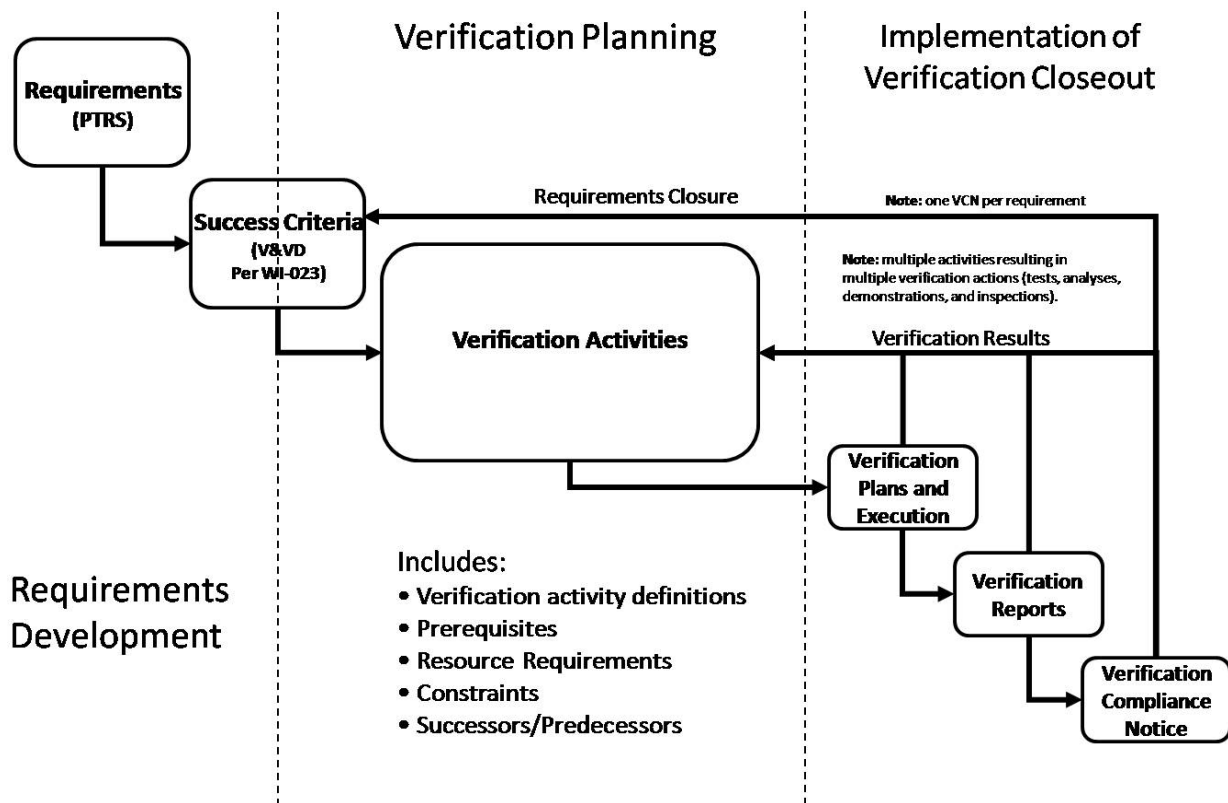 Verification Planning
Implementation of
Verification Closeout
Requirements
(PTRS)
Success Criteria
(V&VD
Per WI-023)
Requirements Closure
Note: one VCN per requirement
Note: multiple activities resulting in
multiple verification actions (tests, analyses,
demonstrations, and inspections).
Verification Activities
Verification Results
Verification
Plans and
Execution
Verification
Reports
Verification
Compliance
Notice
Requirements
Development
Includes:
• Verification activity definitions
• Prerequisites
• Resource Requirements
• Constraints
• Successors/Predecessors